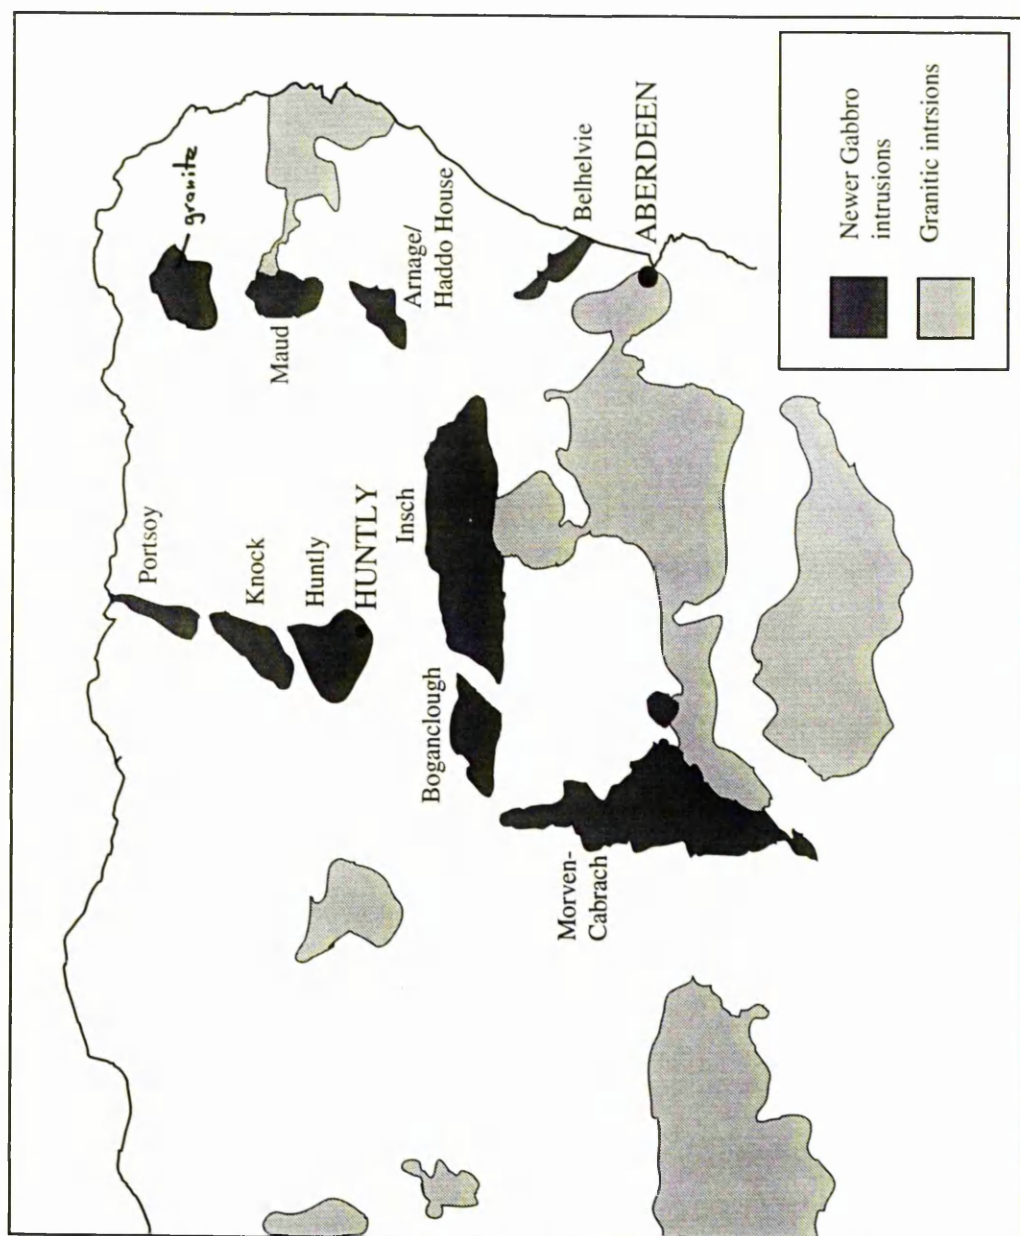 granite
Portsoy
Knock
Huntly
HUNTLY
Maud
Arnage/
Haddo House
Insch
Boganclough
Belhelvie
ABERDEEN
Morven-
Cabrach
Newer Gabbro
intrusions
Granitic intrsions